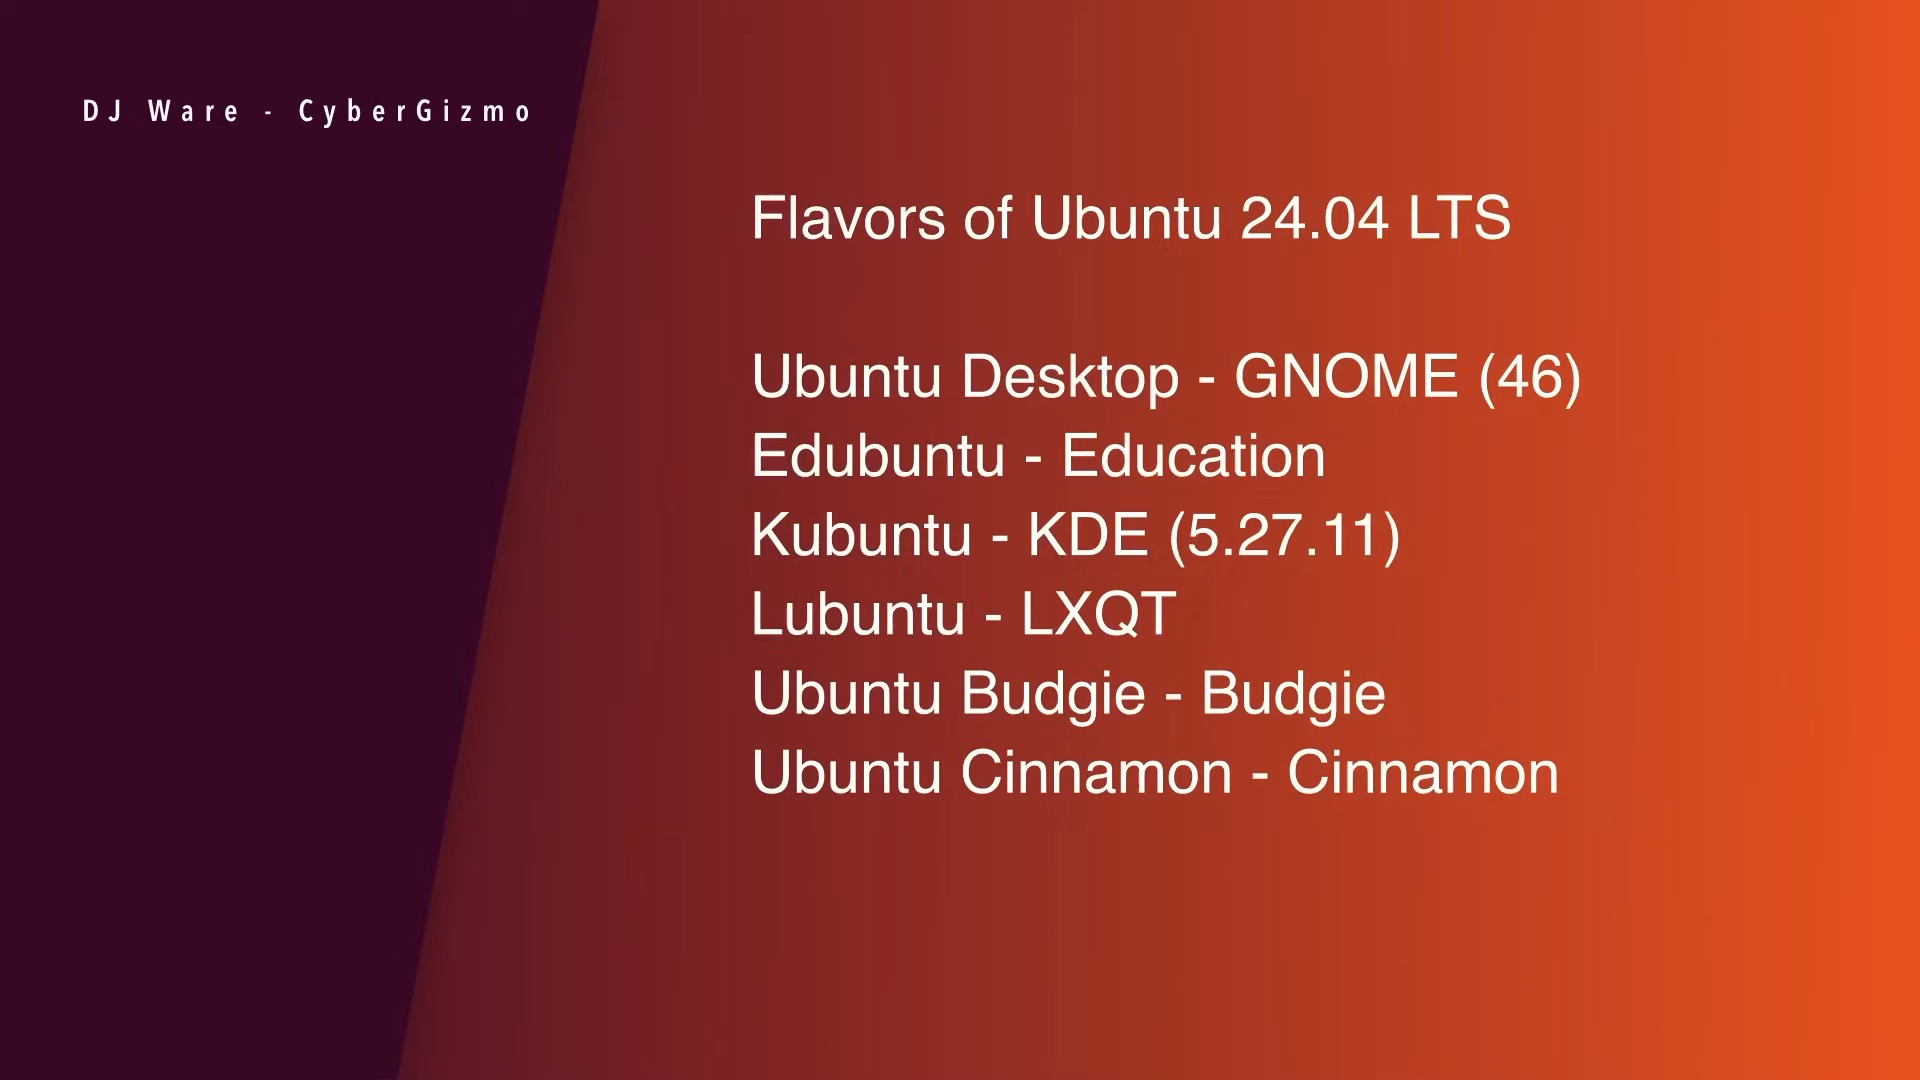 DJ Ware - CyberGizmo
Flavors of Ubuntu 24.04 LTS
Ubuntu Desktop - GNOME (46)
Edubuntu - Education
Kubuntu - KDE (5.27.11)
Lubuntu - LXQT
Ubuntu Budgie - Budgie
Ubuntu Cinnamon - Cinnamon